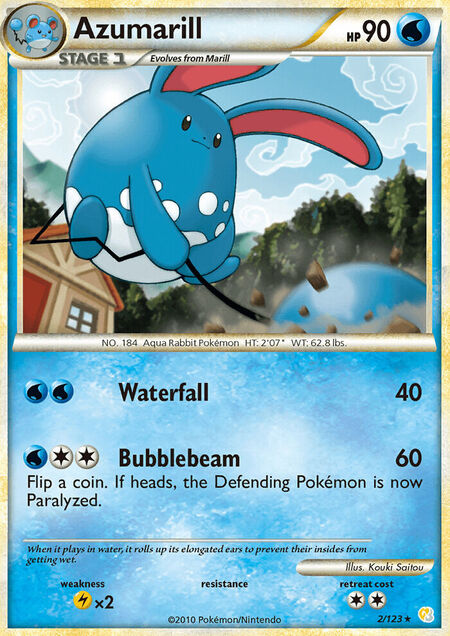 Azumarill HP 90
STAGE 1 Evolves from Marill
NO. 184 Aqua Rabbit Pokémon HT: 2'07" WT: 62.8 lbs.
Waterfall 40
Bubblebeam 60
Flip a coin. If heads, the Defending Pokémon is now
Paralyzed.
When it plays in water, it rolls up its elongated ears to prevent their insides from
getting wet.
Illus. Kouki Saitou
weakness resistance retreat cost
×2
©2010 Pokémon/Nintendo 2/123 ★